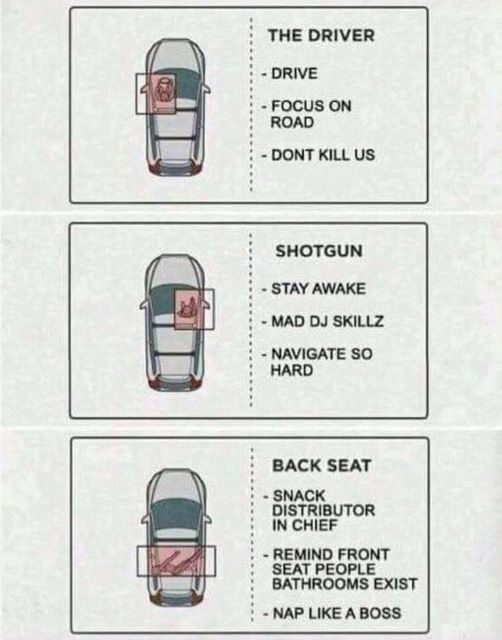 THE DRIVER
- DRIVE
- FOCUS ON
ROAD
- DONT KILL US
SHOTGUN
- STAY AWAKE
- MAD DJ SKILLZ
- NAVIGATE SO
HARD
BACK SEAT
- SNACK
DISTRIBUTOR
IN CHIEF
- REMIND FRONT
SEAT PEOPLE
BATHROOMS EXIST
- NAP LIKE A BOSS